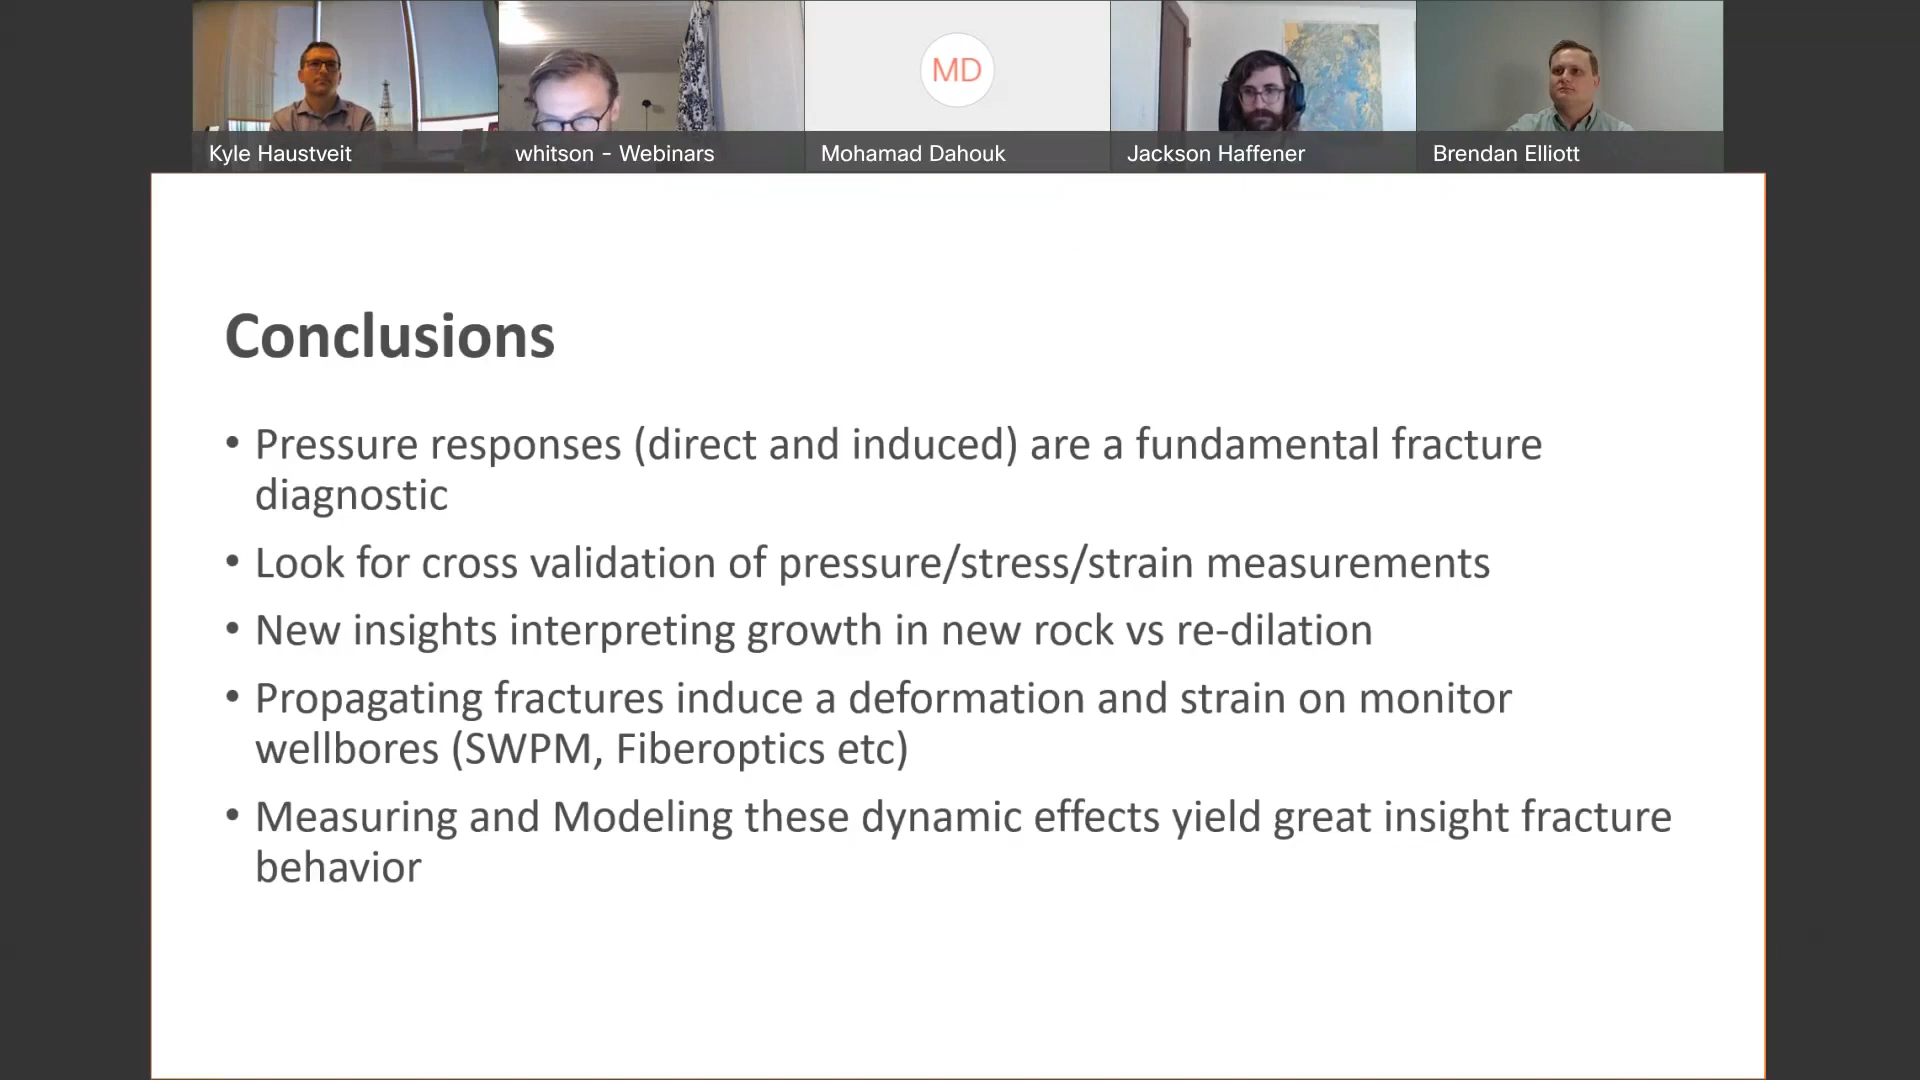 MD
Kyle Haustveit
whitson - Webinars
Mohamad Dahouk
Jackson Haffener
Brendan Elliott
Conclusions
• Pressure responses (direct and induced) are a fundamental fracture
diagnostic
• Look for cross validation of pressure/stress/strain measurements
• New insights interpreting growth in new rock vs re-dilation
• Propagating fractures induce a deformation and strain on monitor
wellbores (SWPM, Fiberoptics etc)
• Measuring and Modeling these dynamic effects yield great insight fracture
behavior